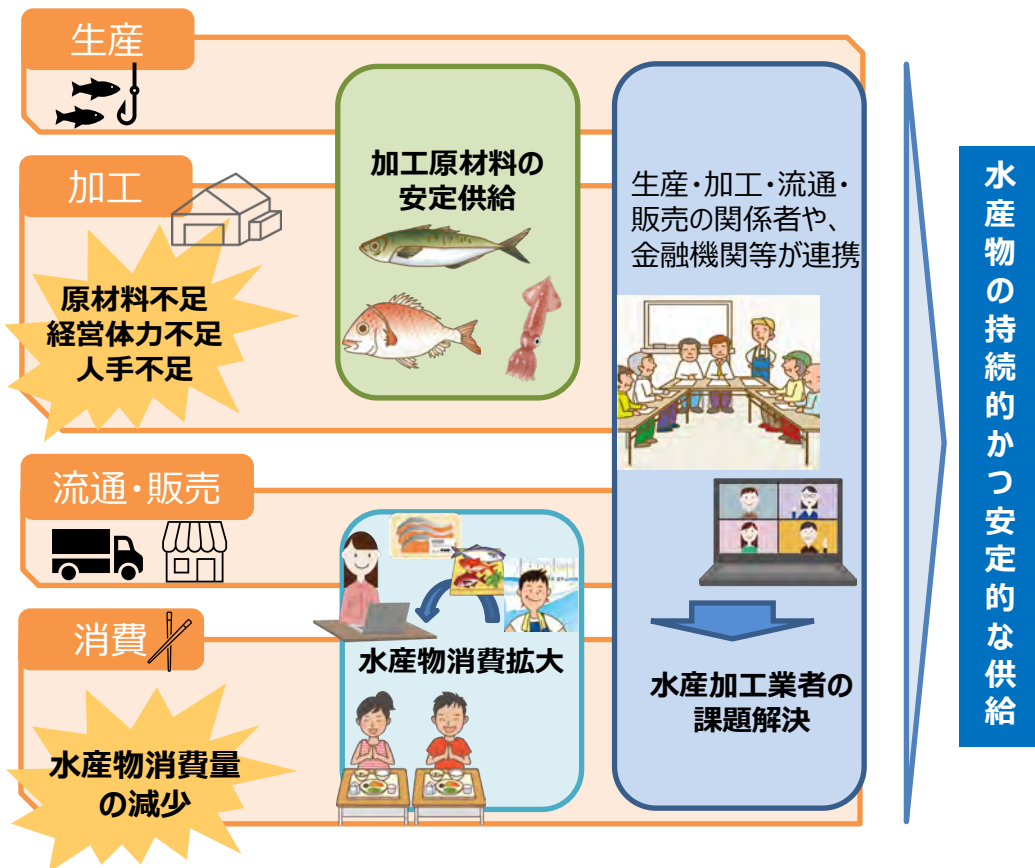 生産
加工
原材料不足
経営体力不足
人手不足
加工原材料の
安定供給
生産・加工・流通・
販売の関係者や、
金融機関等が連携
流通・販売
消費
水産物消費量
の減少
水産物消費拡大
水産加工業者の
課題解決
水産物の持続的かつ安定的な供給